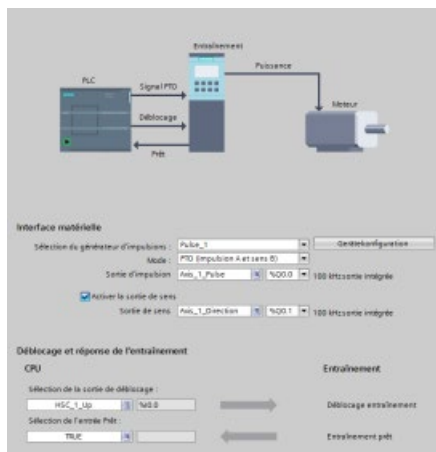 Entraînement
Puissance
PLC
Signal PTO
Moteur
Déblocage
Prêt
Interface matérielle
Sélection du générateur d'impulsions : Pulse_1 Gerätekonfiguration
Mode : PTO (impulsion A et sens B)
Sortie d'impulsion Axis_1_Pulse %Q0.0 100 kHz sortie intégrée
Activer la sortie de sens
Sortie de sens Axis_1_Direction %Q0.1 100 kHz sortie intégrée
Déblocage et réponse de l'entraînement
CPU Entraînement
Sélection de la sortie de déblocage :
HSC_1_Up %I0.0 Déblocage entraînement
Sélection de l'entrée Prêt :
TRUE Entraînement prêt